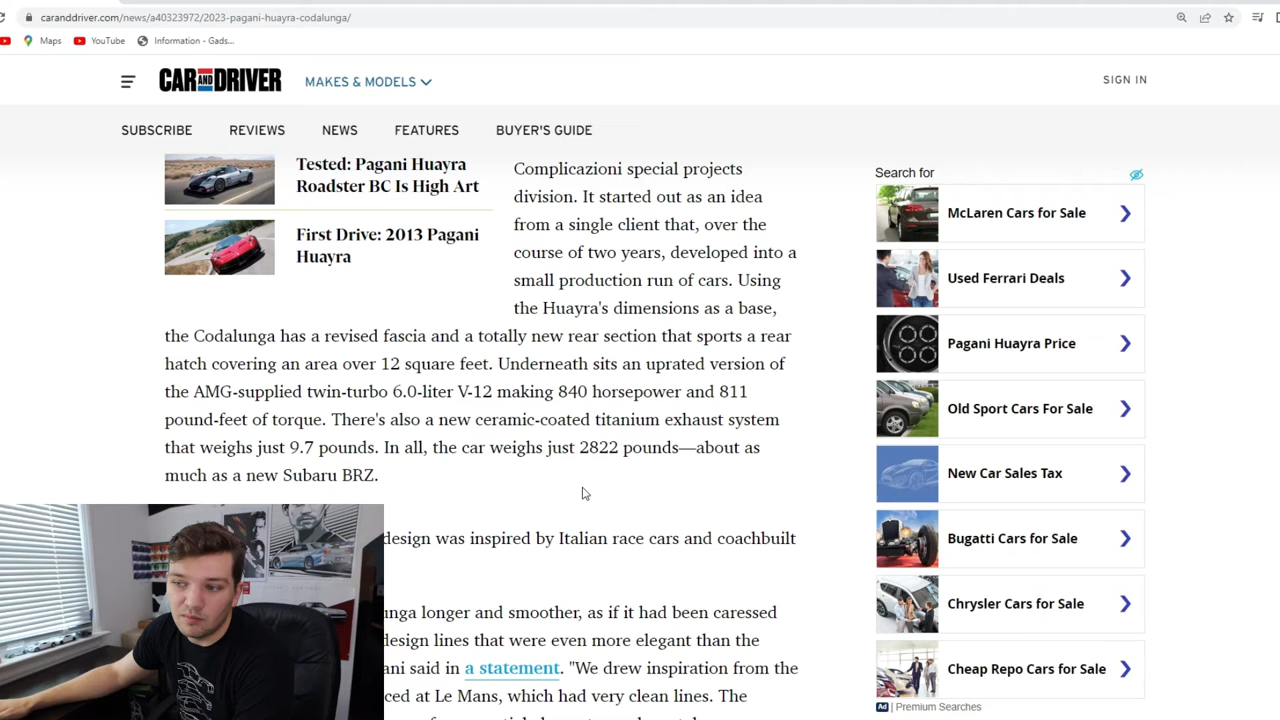 caranddriver.com/news/a40323972/2023-pagani-huayra-codalunga/
Maps
YouTube
Information - Gads...
CAR AND DRIVER
MAKES & MODELS
SIGN IN
SUBSCRIBE
REVIEWS
NEWS
FEATURES
BUYER'S GUIDE
Tested: Pagani Huayra
Roadster BC Is High Art
First Drive: 2013 Pagani
Huayra
Complicazioni special projects
division. It started out as an idea
from a single client that, over the
course of two years, developed into a
small production run of cars. Using
the Huayra's dimensions as a base,
the Codalunga has a revised fascia and a totally new rear section that sports a rear
hatch covering an area over 12 square feet. Underneath sits an uprated version of
the AMG-supplied twin-turbo 6.0-liter V-12 making 840 horsepower and 811
pound-feet of torque. There's also a new ceramic-coated titanium exhaust system
that weighs just 9.7 pounds. In all, the car weighs just 2822 pounds—about as
much as a new Subaru BRZ.
design was inspired by Italian race cars and coachbuilt
unga longer and smoother, as if it had been caressed
design lines that were even more elegant than the
ani said in a statement. "We drew inspiration from the
ced at Le Mans, which had very clean lines. The
Search for
McLaren Cars for Sale
Used Ferrari Deals
Pagani Huayra Price
Old Sport Cars For Sale
New Car Sales Tax
Bugatti Cars for Sale
Chrysler Cars for Sale
Cheap Repo Cars for Sale
Ad | Premium Searches